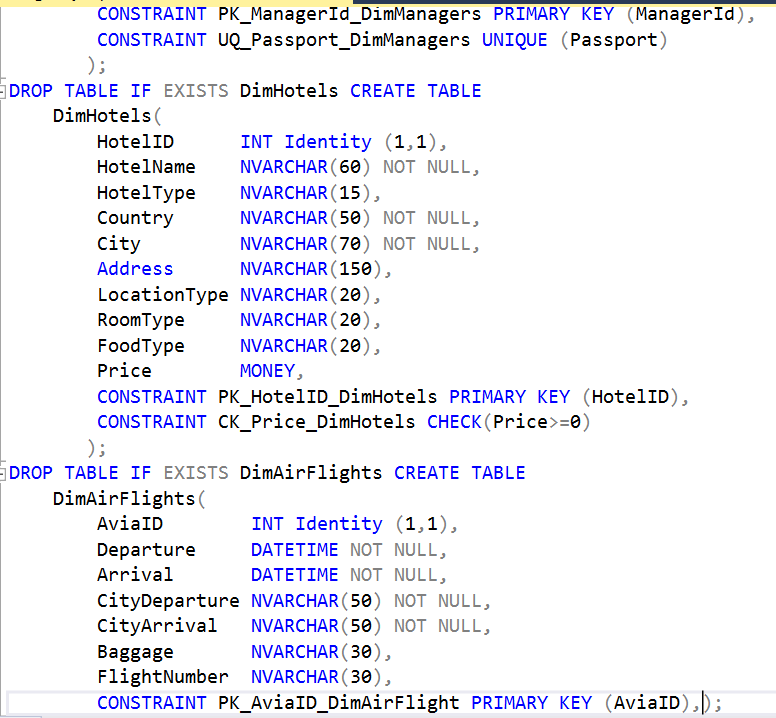 CONSTRAINT PK_ManagerId_DimManagers PRIMARY KEY (ManagerId),
CONSTRAINT UQ_Passport_DimManagers UNIQUE (Passport)
);
DROP TABLE IF EXISTS DimHotels CREATE TABLE
DimHotels(
HotelID INT Identity (1,1),
HotelName NVARCHAR(60) NOT NULL,
HotelType NVARCHAR(15),
Country NVARCHAR(50) NOT NULL,
City NVARCHAR(70) NOT NULL,
Address NVARCHAR(150),
LocationType NVARCHAR(20),
RoomType NVARCHAR(20),
FoodType NVARCHAR(20),
Price MONEY,
CONSTRAINT PK_HotelID_DimHotels PRIMARY KEY (HotelID),
CONSTRAINT CK_Price_DimHotels CHECK(Price>=0)
);
DROP TABLE IF EXISTS DimAirFlights CREATE TABLE
DimAirFlights(
AviaID INT Identity (1,1),
Departure DATETIME NOT NULL,
Arrival DATETIME NOT NULL,
CityDeparture NVARCHAR(50) NOT NULL,
CityArrival NVARCHAR(50) NOT NULL,
Baggage NVARCHAR(30),
FlightNumber NVARCHAR(30),
CONSTRAINT PK_AviaID_DimAirFlight PRIMARY KEY (AviaID),);